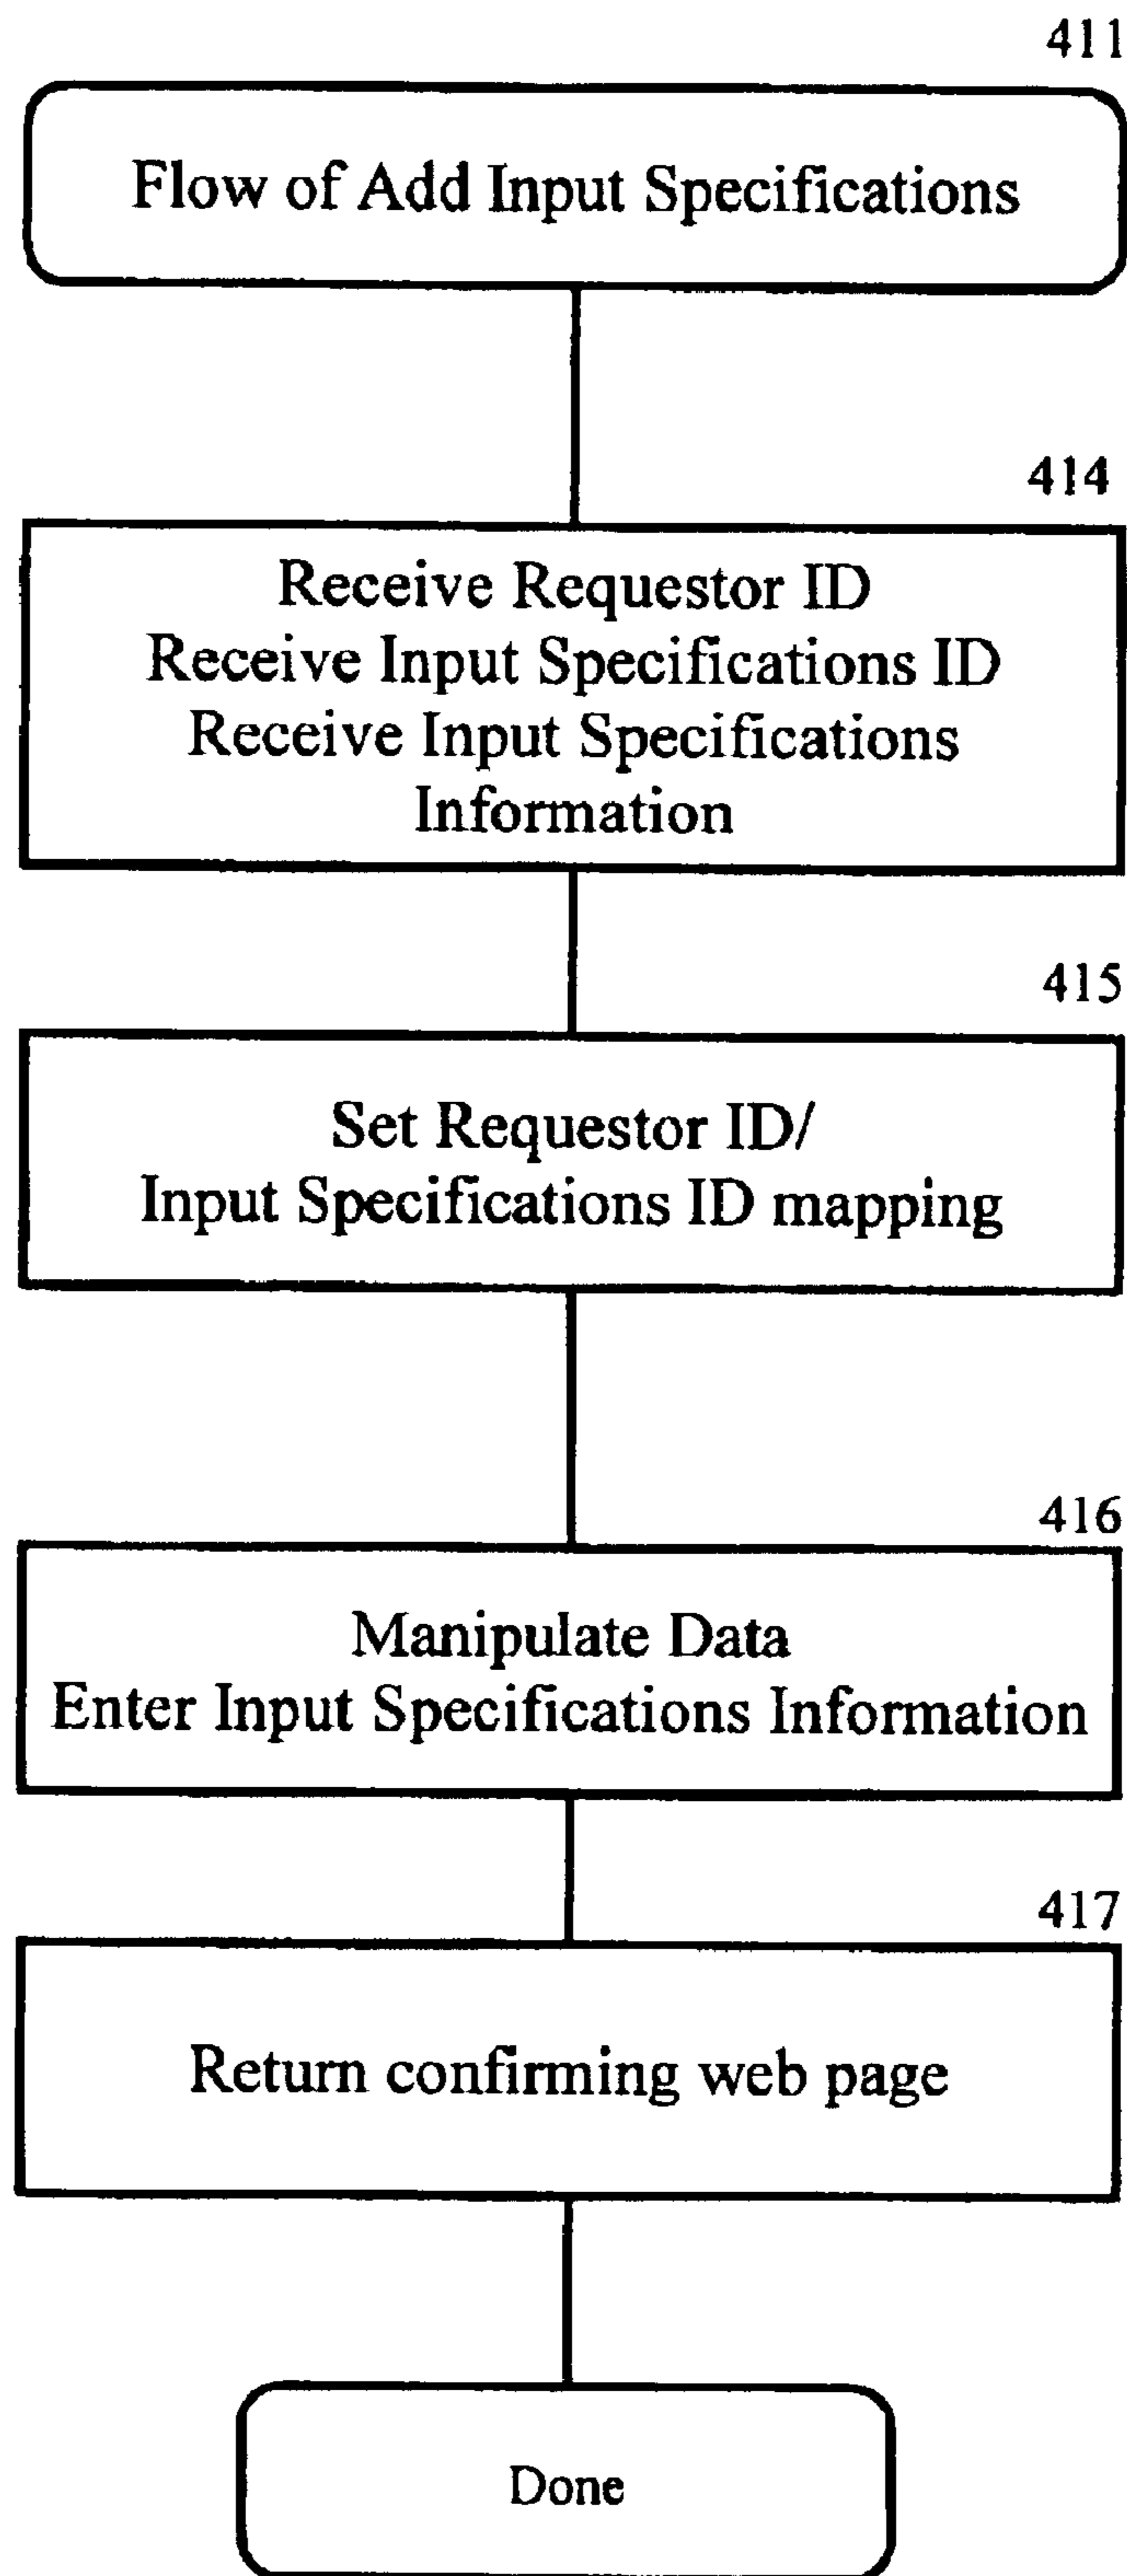 411
Flow of Add Input Specifications
414
Receive Requestor ID
Receive Input Specifications ID
Receive Input Specifications
Information
415
Set Requestor ID/
Input Specifications ID mapping
416
Manipulate Data
Enter Input Specifications Information
417
Return confirming web page
Done